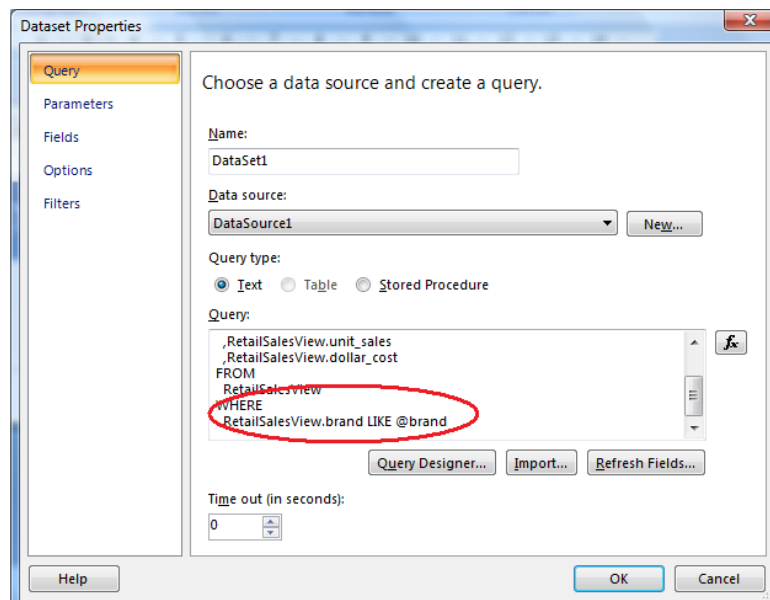 Dataset Properties
x
Query
Parameters
Fields
Options
Filters
Choose a data source and create a query.
Name:
DataSet1
Data source:
DataSource1
New...
Query type:
Text Table Stored Procedure
Query:
,RetailSalesView.unit_sales
,RetailSalesView.dollar_cost
FROM
RetailSalesView
WHERE
RetailSalesView.brand LIKE @brand
fx
Query Designer... Import... Refresh Fields...
Time out (in seconds):
0
Help OK Cancel